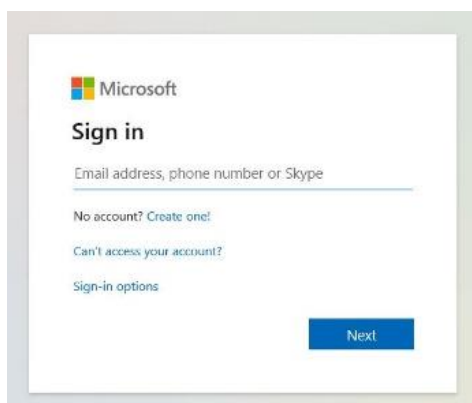 Microsoft
Sign in
Email address, phone number or Skype
No account? Create one!
Can't access your account?
Sign-in options
Next